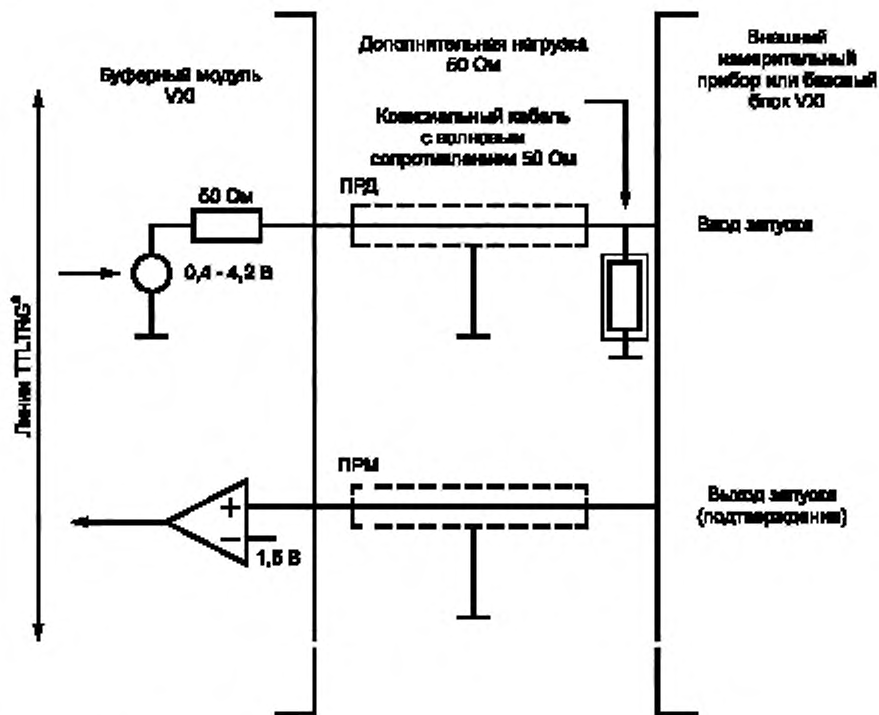 Буферный модуль
VXI
Дополнительная нагрузка
50 Ом
Коаксиальный кабель
с волновым
сопротивлением 50 Ом
Внешний
измерительный
прибор или базовый
блок VXI
ПРД
50 Ом
0,4 - 4,2 В
Вход запуска
Линии TTLTRG*
ПРМ
+
−
1,5 В
Выход запуска
(подтверждение)